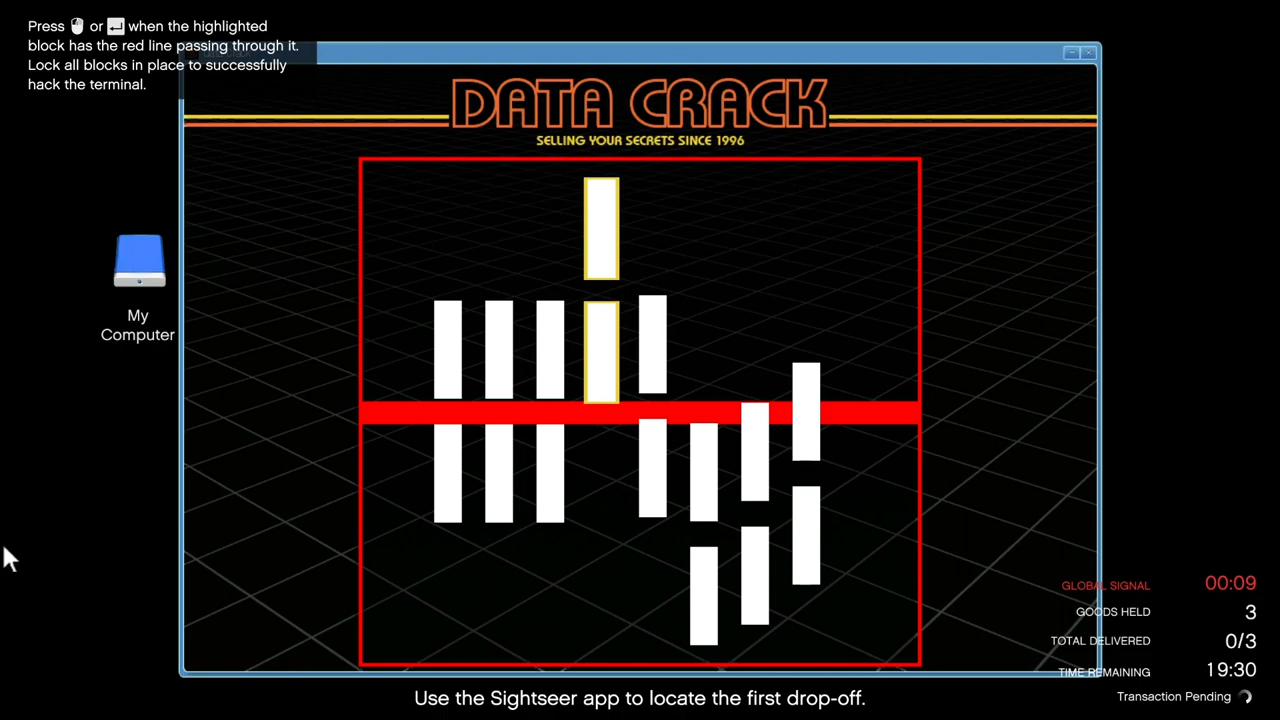 Press or when the highlighted
block has the red line passing through it.
Lock all blocks in place to successfully
hack the terminal.
DATA CRACK
SELLING YOUR SECRETS SINCE 1996
My
Computer
GLOBAL SIGNAL 00:09
GOODS HELD 3
TOTAL DELIVERED 0/3
TIME REMAINING 19:30
Transaction Pending
Use the Sightseer app to locate the first drop-off.